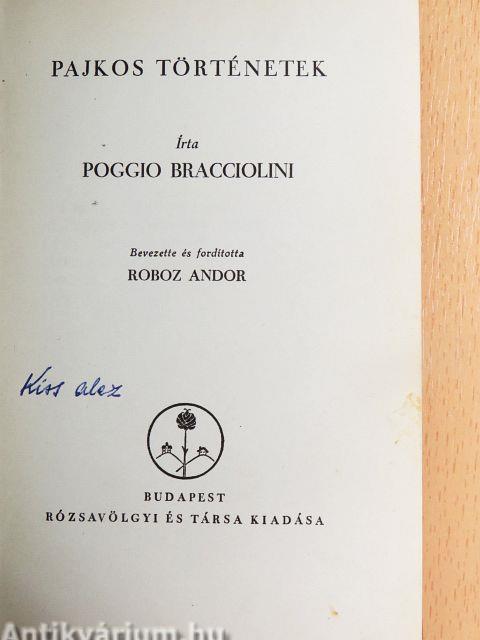 PAJKOS TÖRTÉNETEK
Írta
POGGIO BRACCIOLINI
Bevezette és fordította
ROBOZ ANDOR
Kiss alez
BUDAPEST
RÓZSAVÖLGYI ÉS TÁRSA KIADÁSA
Antikvárium.hu